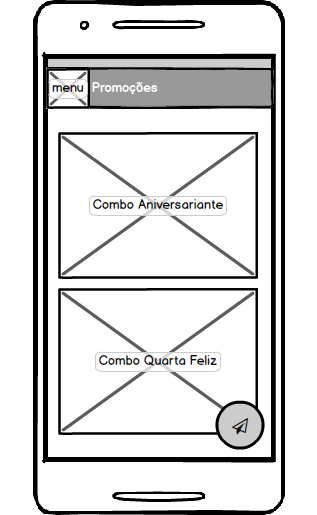 menu Promoções
Combo Aniversariante
Combo Quarta Feliz